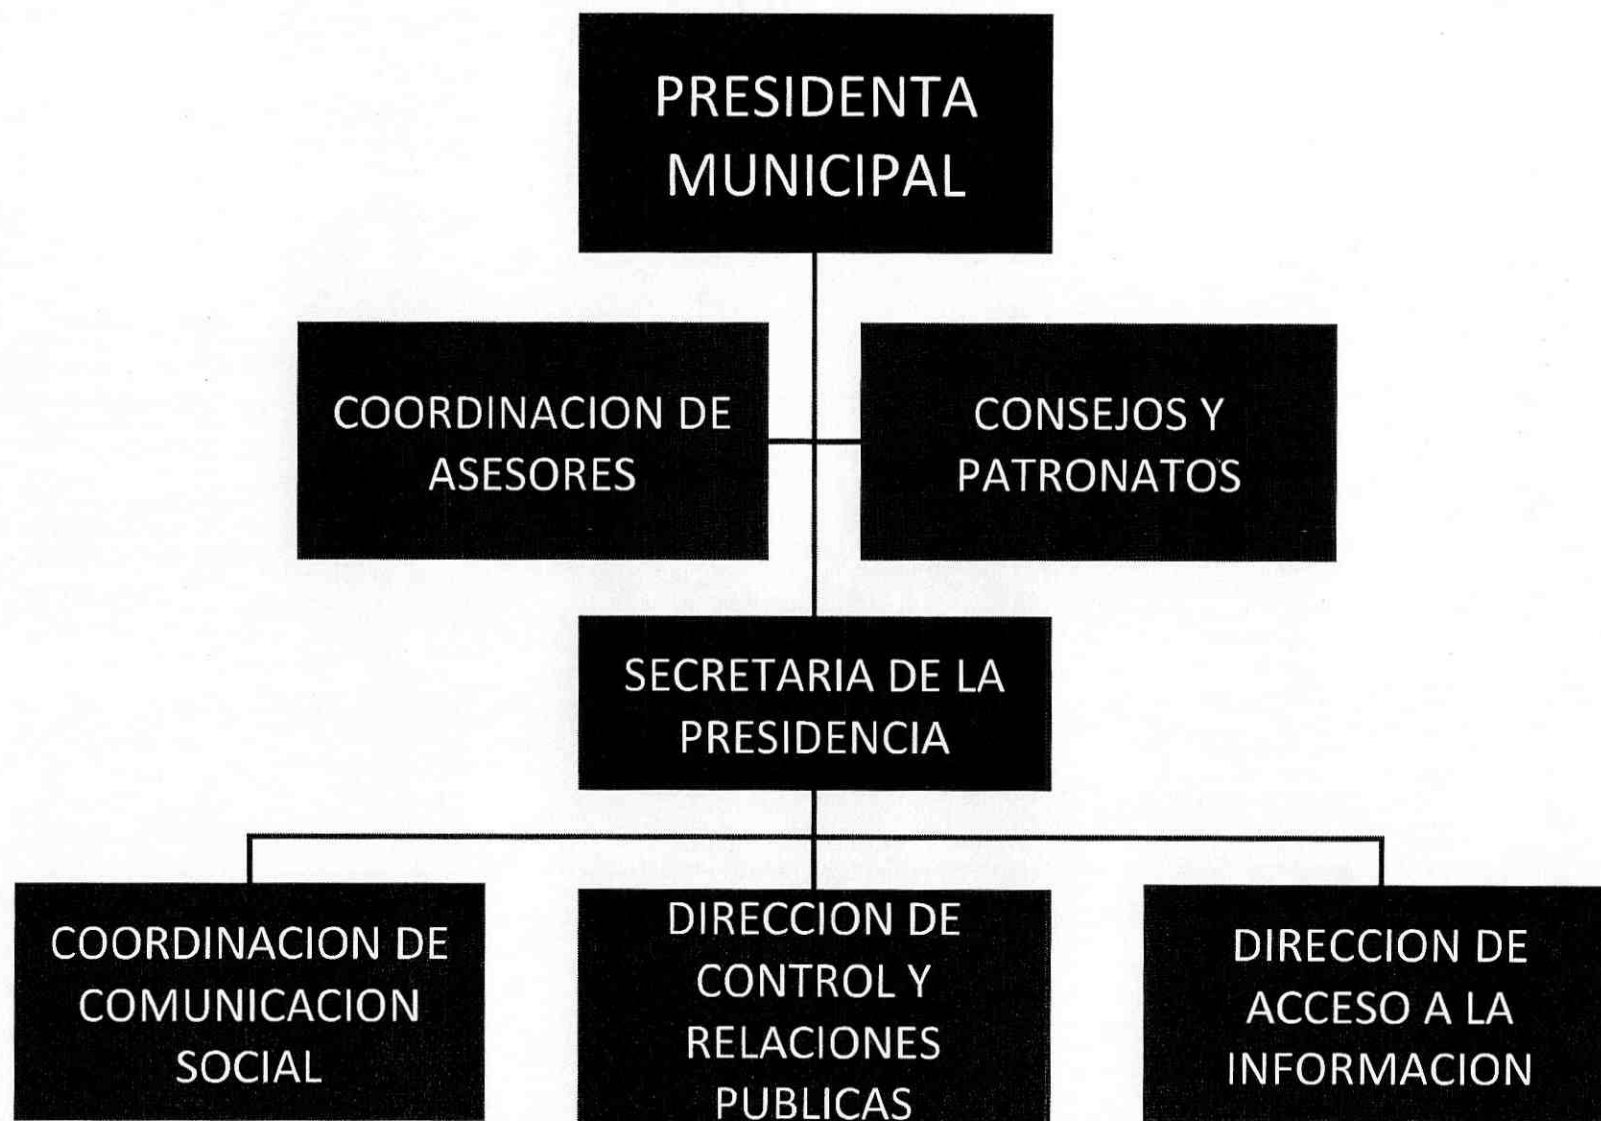 PRESIDENTA
MUNICIPAL
COORDINACION DE
ASESORES
CONSEJOS Y
PATRONATOS
SECRETARIA DE LA
PRESIDENCIA
COORDINACION DE
COMUNICACION
SOCIAL
DIRECCION DE
CONTROL Y
RELACIONES
PUBLICAS
DIRECCION DE
ACCESO A LA
INFORMACION